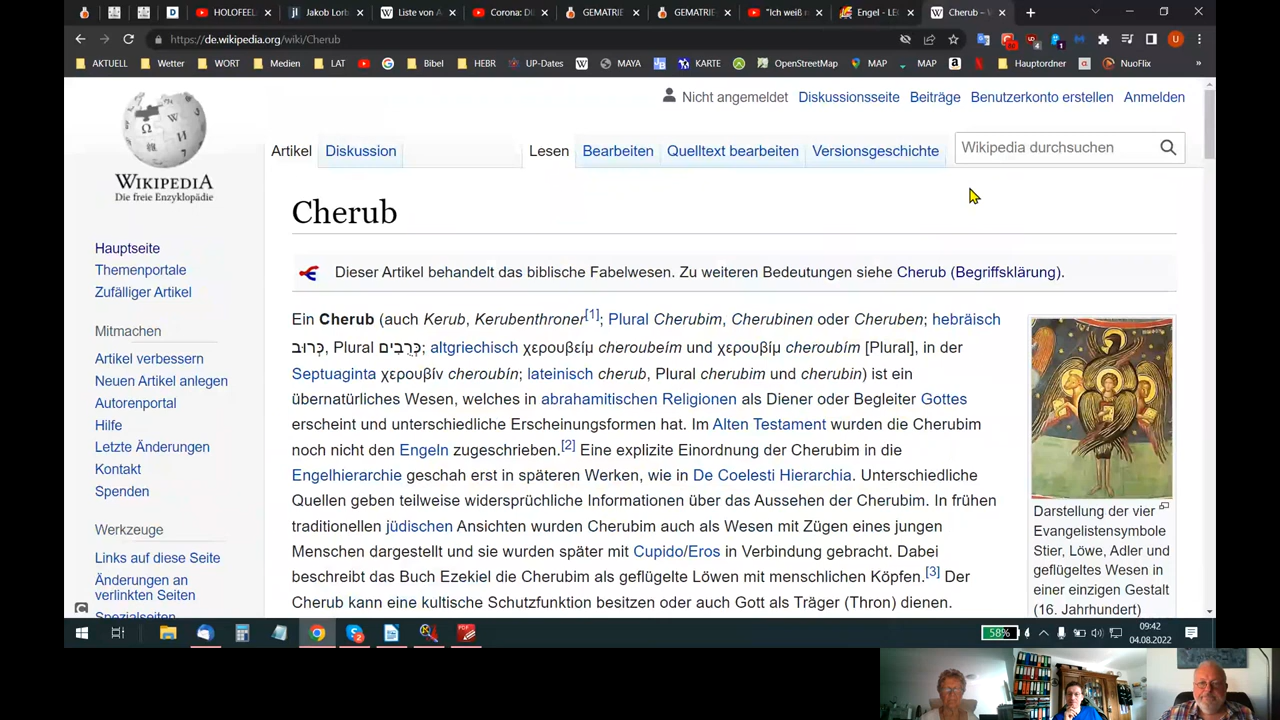 HOLOFEEL
Jakob Lorb
Liste von A
Corona: DI
GEMATRIE
GEMATRIE
"Ich weiß n
Engel - LE
Cherub – W
https://de.wikipedia.org/wiki/Cherub
AKTUELL Wetter WORT Medien LAT Bibel HEBR UP-Dates MAYA KARTE OpenStreetMap MAP MAP Hauptordner NuoFlix »
Nicht angemeldet Diskussionsseite Beiträge Benutzerkonto erstellen Anmelden
Artikel Diskussion Lesen Bearbeiten Quelltext bearbeiten Versionsgeschichte Wikipedia durchsuchen
WIKIPEDIA
Die freie Enzyklopädie
Hauptseite
Themenportale
Zufälliger Artikel
Mitmachen
Artikel verbessern
Neuen Artikel anlegen
Autorenportal
Hilfe
Letzte Änderungen
Kontakt
Spenden
Werkzeuge
Links auf diese Seite
Änderungen an
verlinkten Seiten
Spezialseiten
Cherub
Dieser Artikel behandelt das biblische Fabelwesen. Zu weiteren Bedeutungen siehe Cherub (Begriffsklärung).
Ein Cherub (auch Kerub, Kerubenthroner[1]; Plural Cherubim, Cherubinen oder Cheruben; hebräisch
כְּרוּב, Plural כְּרֻבִים; altgriechisch χερουβείμ cheroubeím und χερουβίμ cheroubím [Plural], in der
Septuaginta χερουβίν cheroubín; lateinisch cherub, Plural cherubim und cherubin) ist ein
übernatürliches Wesen, welches in abrahamitischen Religionen als Diener oder Begleiter Gottes
erscheint und unterschiedliche Erscheinungsformen hat. Im Alten Testament wurden die Cherubim
noch nicht den Engeln zugeschrieben.[2] Eine explizite Einordnung der Cherubim in die
Engelhierarchie geschah erst in späteren Werken, wie in De Coelesti Hierarchia. Unterschiedliche
Quellen geben teilweise widersprüchliche Informationen über das Aussehen der Cherubim. In frühen
traditionellen jüdischen Ansichten wurden Cherubim auch als Wesen mit Zügen eines jungen
Menschen dargestellt und sie wurden später mit Cupido/Eros in Verbindung gebracht. Dabei
beschreibt das Buch Ezekiel die Cherubim als geflügelte Löwen mit menschlichen Köpfen.[3] Der
Cherub kann eine kultische Schutzfunktion besitzen oder auch Gott als Träger (Thron) dienen.
Darstellung der vier
Evangelistensymbole
Stier, Löwe, Adler und
geflügeltes Wesen in
einer einzigen Gestalt
(16. Jahrhundert)
58%
09:42
04.08.2022